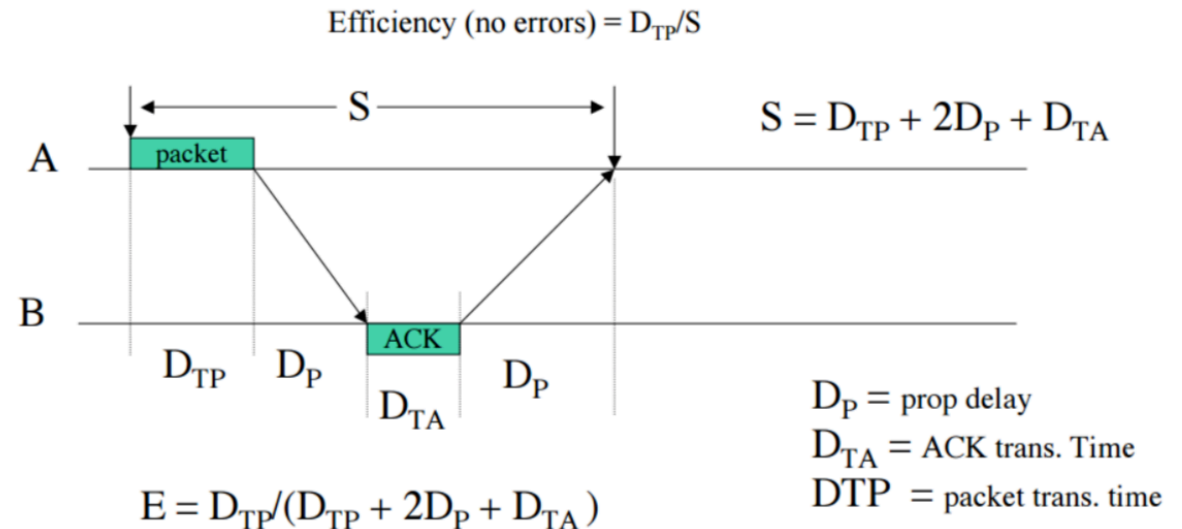 Efficiency (no errors) = D_TP/S
S
S = D_TP + 2D_P + D_TA
A
packet
B
ACK
D_TP
D_P
D_TA
D_P
D_P = prop delay
D_TA = ACK trans. Time
DTP = packet trans. time
E = D_TP/(D_TP + 2D_P + D_TA )